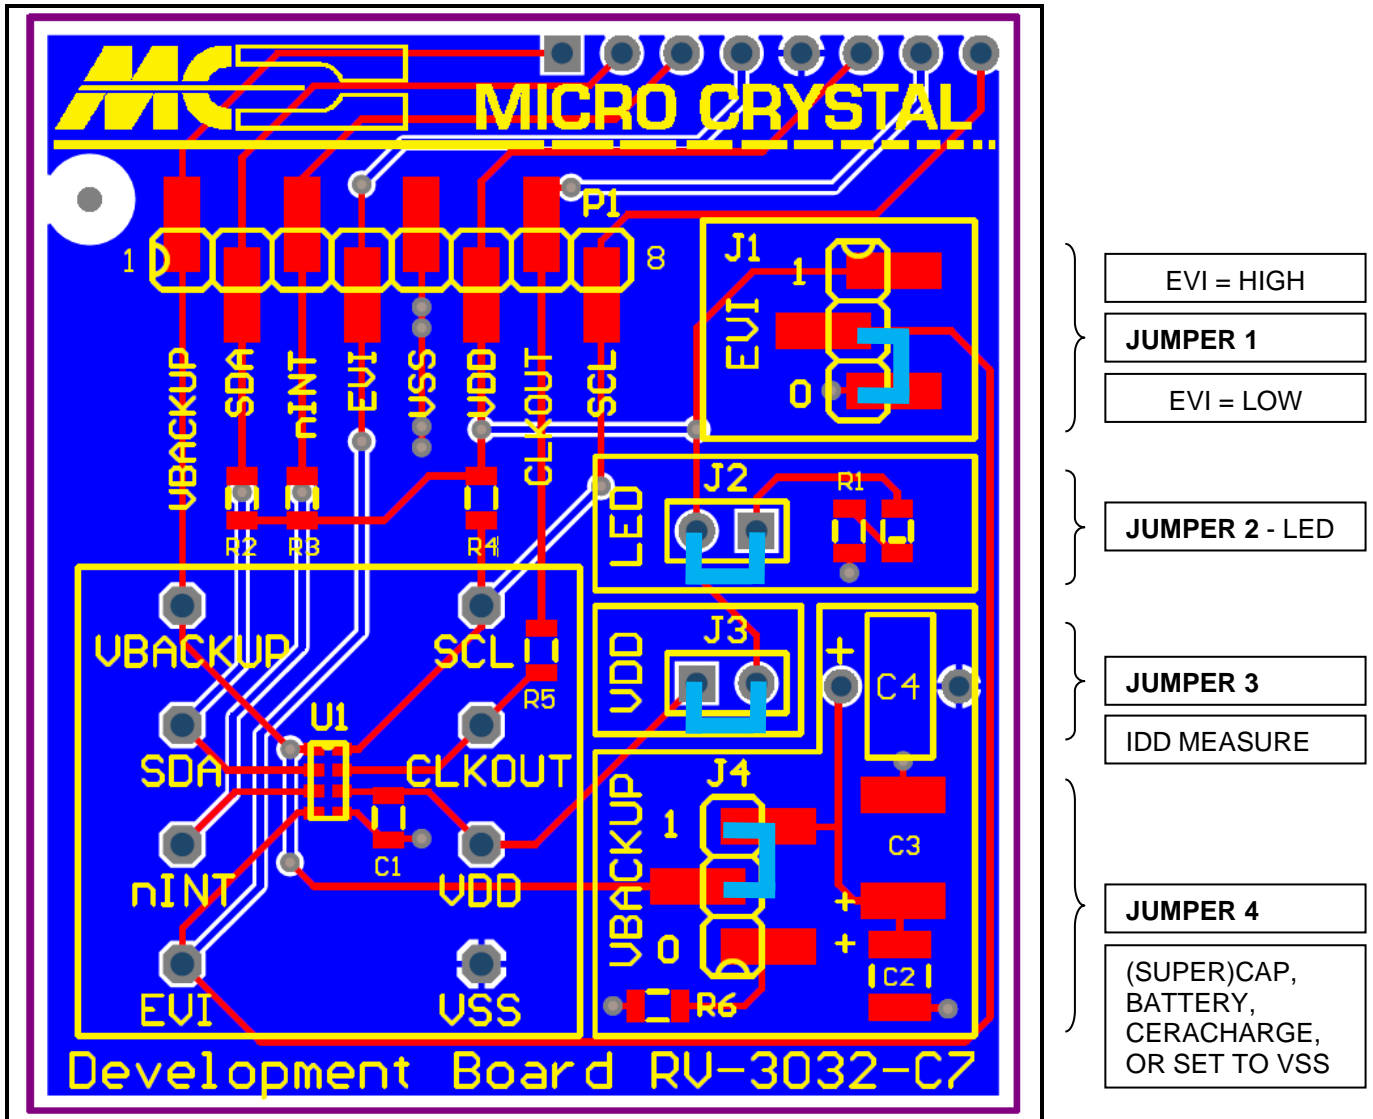 MC
MICRO CRYSTAL
P1
1
8
VBACKUP
SDA
nINT
EVI
VSS
VDD
CLKOUT
SCL
J1
1
EVI
0
R2
R3
R4
J2
LED
R1
J3
VDD
+
C4
VBACKUP
SCL
R5
U1
SDA
CLKOUT
C1
nINT
VDD
EVI
VSS
J4
VBACKUP
1
0
C3
+
+
C2
R6
Development Board RV-3032-C7
EVI = HIGH
JUMPER 1
EVI = LOW
JUMPER 2 - LED
JUMPER 3
IDD MEASURE
JUMPER 4
(SUPER)CAP,
BATTERY,
CERACHARGE,
OR SET TO VSS